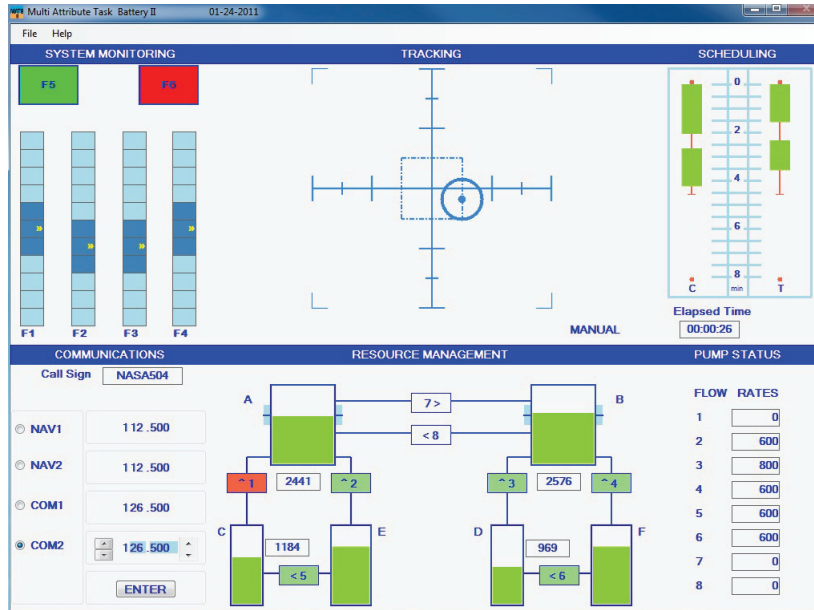 Multi Attribute Task Battery II 01-24-2011
File Help
SYSTEM MONITORING
F5 F6
F1 F2 F3 F4
TRACKING
MANUAL
SCHEDULING
0
2
4
6
8
C min T
Elapsed Time
00:00:26
COMMUNICATIONS
Call Sign NASA504
NAV1 112.500
NAV2 112.500
COM1 126.500
COM2 126.500
ENTER
RESOURCE MANAGEMENT
A 7 > B
< 8
^ 1 2441 ^ 2 ^ 3 2576 ^ 4
C 1184 E D 969 F
< 5 < 6
PUMP STATUS
FLOW RATES
1 0
2 600
3 800
4 600
5 600
6 600
7 0
8 0